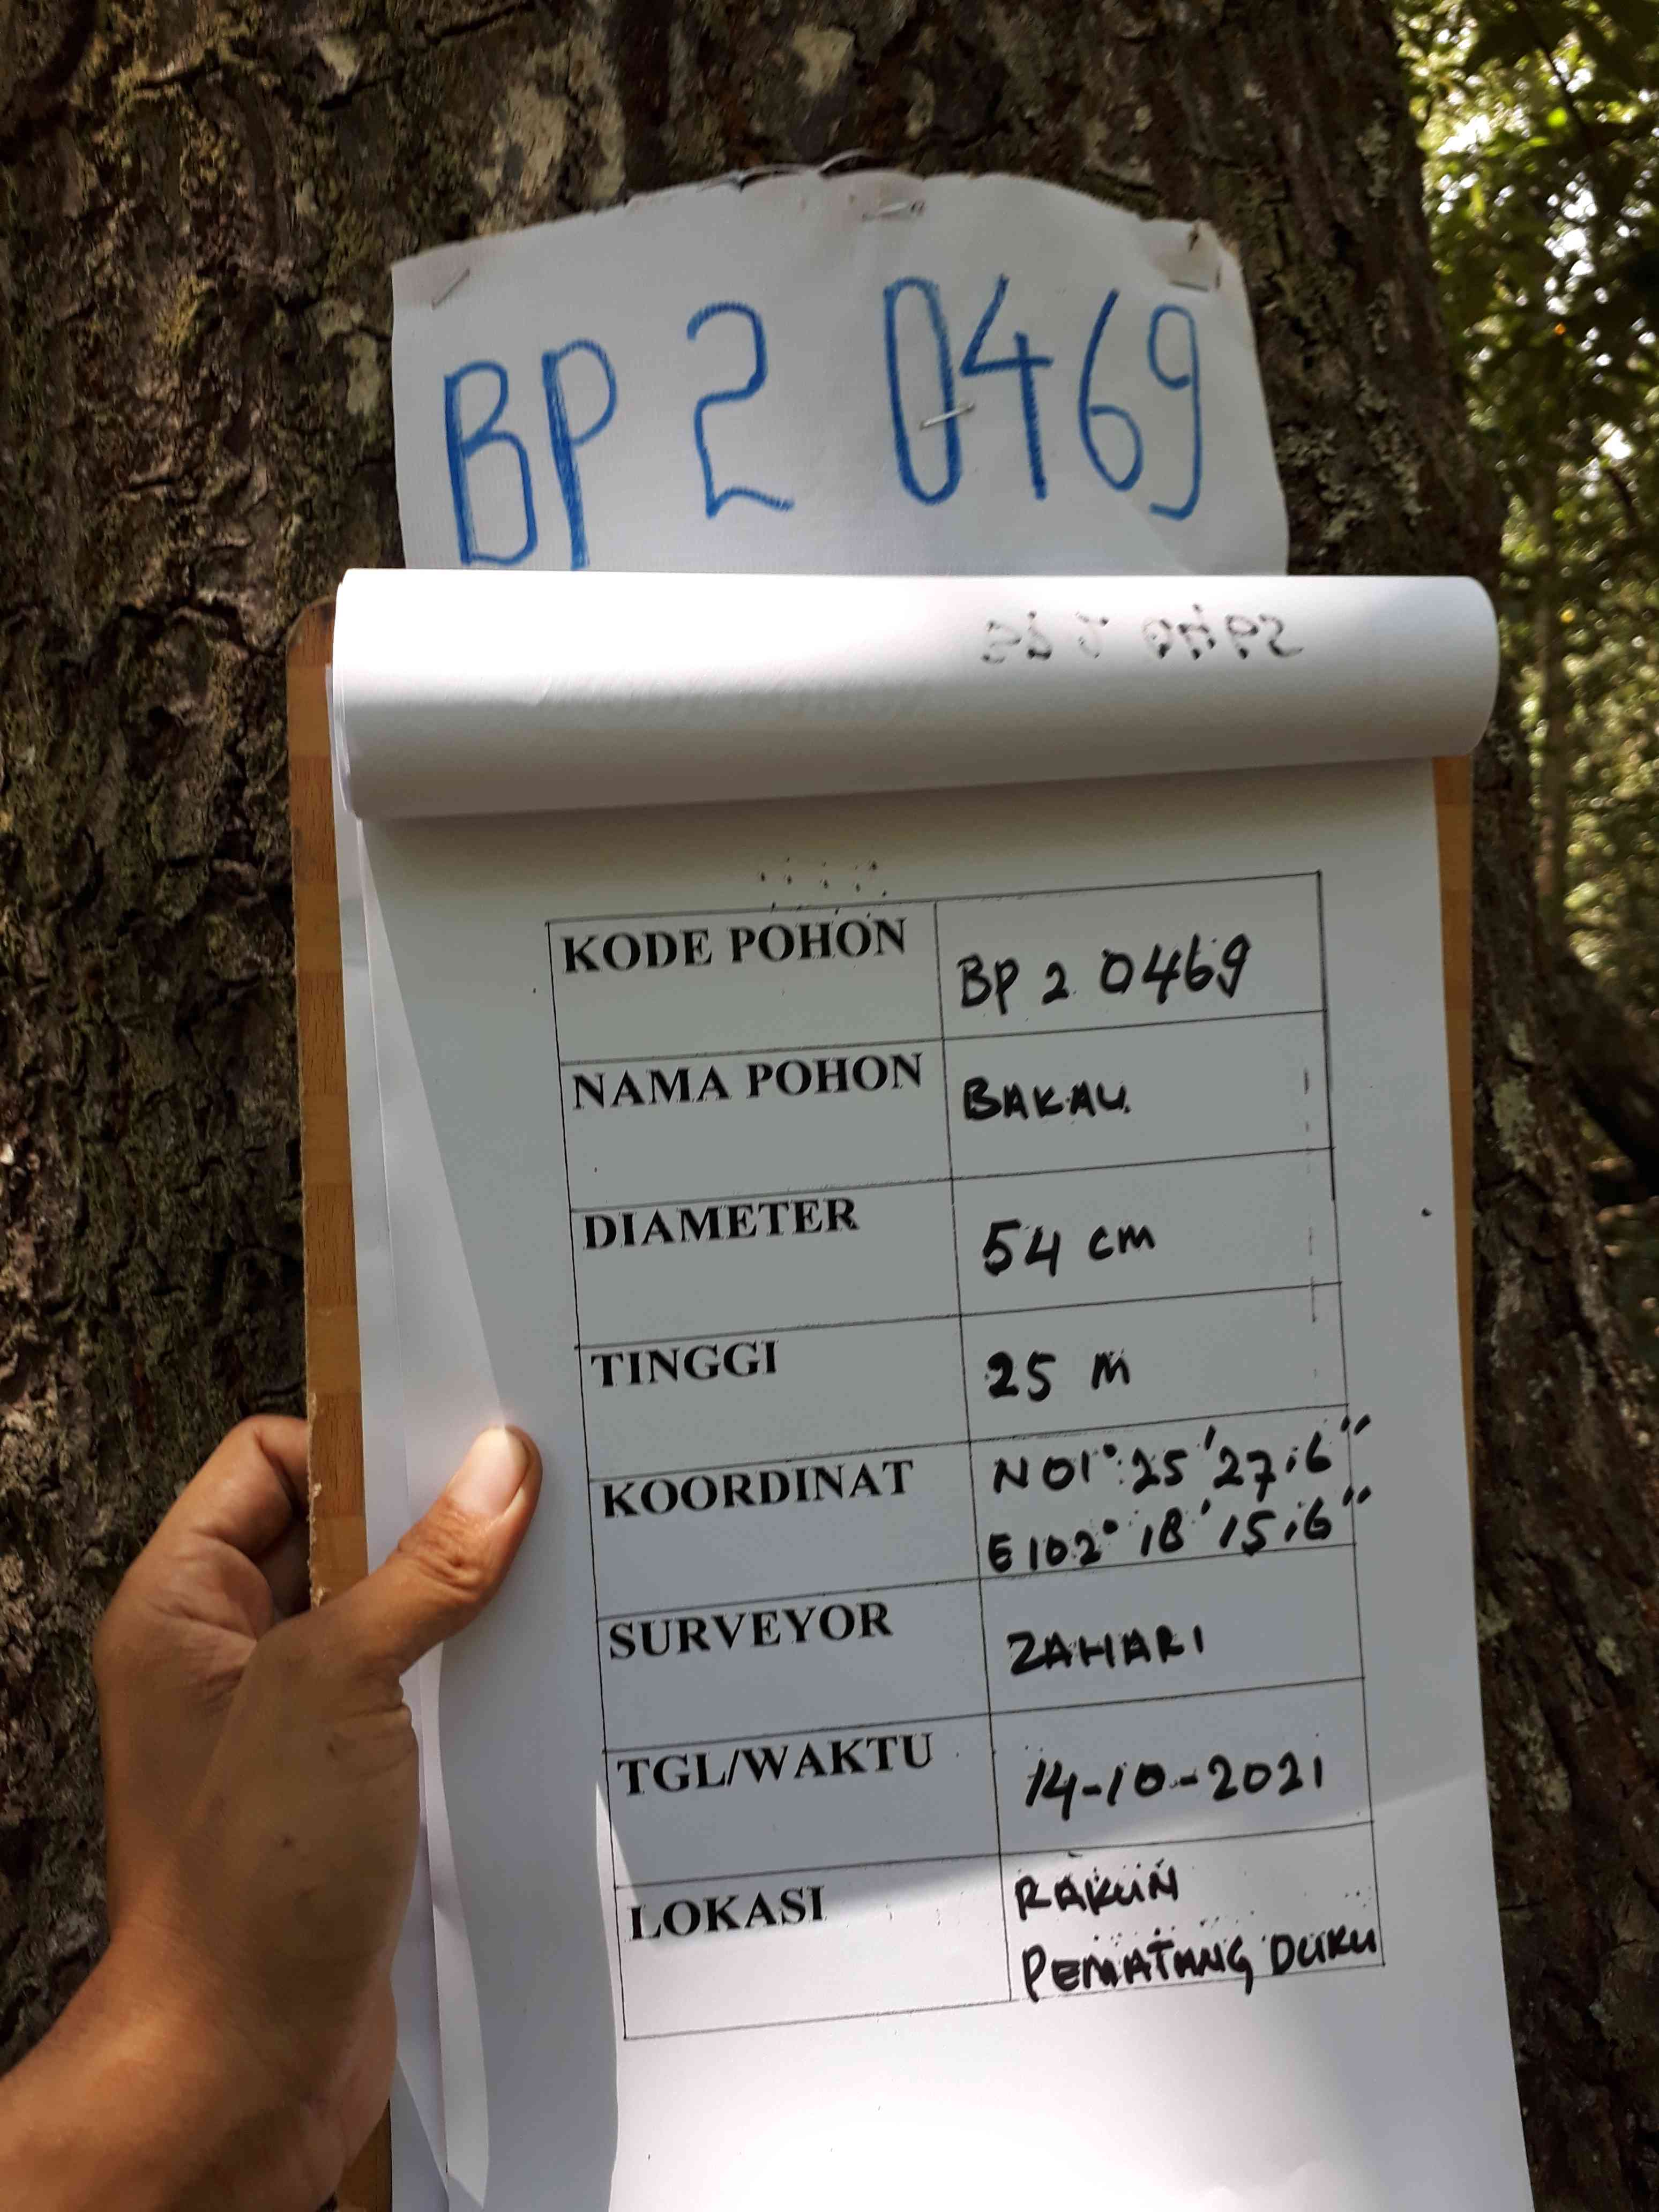 BP 2 0469
KODE POHON BP 2 0469
NAMA POHON BAKAU
DIAMETER 54 cm
TINGGI 25 M
KOORDINAT N 01° 25' 27.6"
E 102° 18' 15.6"
SURVEYOR ZAHARI
TGL/WAKTU 14-10-2021
LOKASI RAKUN
PEMATANG DUKU